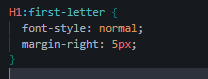 H1:first-letter {
  font-style: normal;
  margin-right: 5px;
}